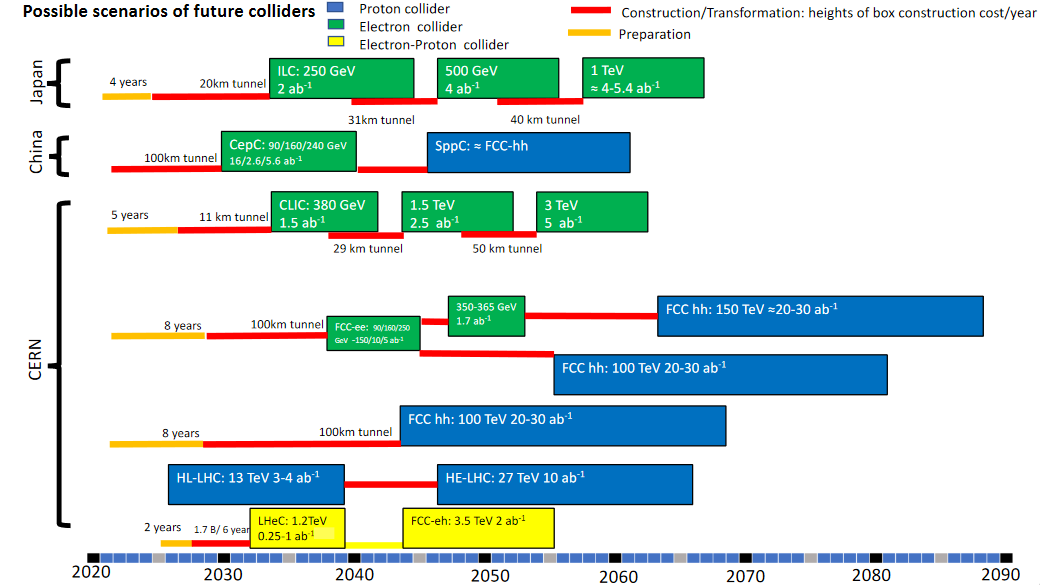 Possible scenarios of future colliders
Proton collider
Electron collider
Electron-Proton collider
Construction/Transformation: heights of box construction cost/year
Preparation
Japan
4 years
20km tunnel
ILC: 250 GeV
2 ab⁻¹
500 GeV
4 ab⁻¹
1 TeV
≈ 4-5.4 ab⁻¹
31km tunnel
40 km tunnel
China
100km tunnel
CepC: 90/160/240 GeV
16/2.6/5.6 ab⁻¹
SppC: ≈ FCC-hh
CERN
5 years
11 km tunnel
CLIC: 380 GeV
1.5 ab⁻¹
1.5 TeV
2.5 ab⁻¹
3 TeV
5 ab⁻¹
29 km tunnel
50 km tunnel
8 years
100km tunnel
FCC-ee: 90/160/250
GeV ~150/10/5 ab⁻¹
350-365 GeV
1.7 ab⁻¹
FCC hh: 150 TeV ≈20-30 ab⁻¹
FCC hh: 100 TeV 20-30 ab⁻¹
8 years
100km tunnel
FCC hh: 100 TeV 20-30 ab⁻¹
HL-LHC: 13 TeV 3-4 ab⁻¹
HE-LHC: 27 TeV 10 ab⁻¹
2 years
1.7 B/ 6 year
LHeC: 1.2TeV
0.25-1 ab⁻¹
FCC-eh: 3.5 TeV 2 ab⁻¹
2020 2030 2040 2050 2060 2070 2080 2090